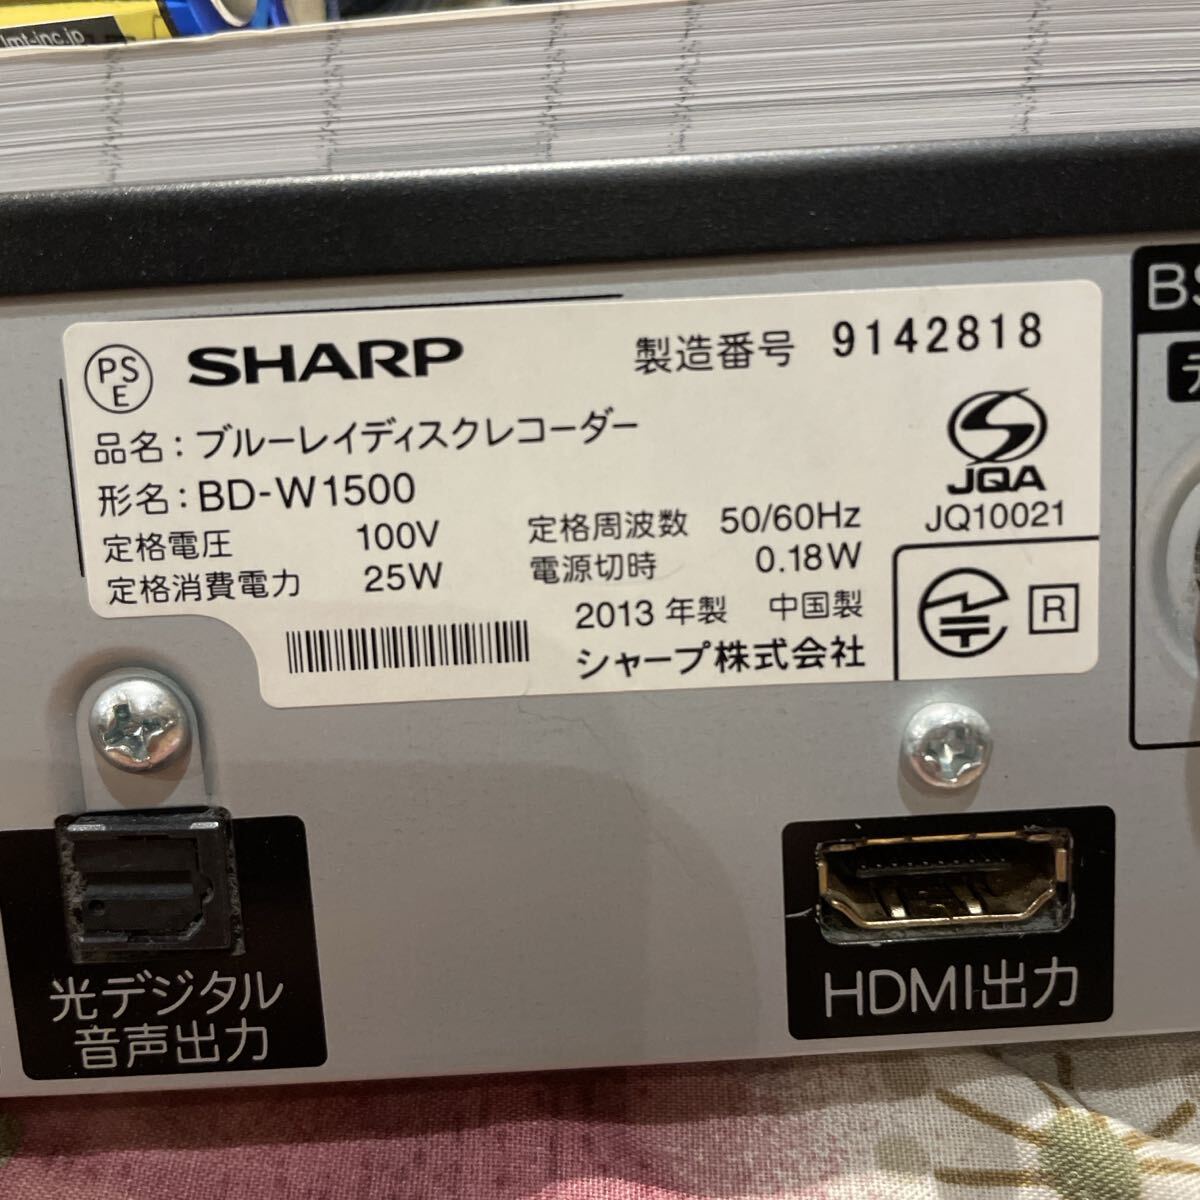 lmt-inc.jp
PS
E
SHARP
製造番号 9142818
品名：ブルーレイディスクレコーダー
形名：BD-W1500
定格電圧 100V 定格周波数 50/60Hz
定格消費電力 25W 電源切時 0.18W
2013 年製 中国製
シャープ株式会社
JQA
JQ10021
R
BS
光デジタル
音声出力
HDMI出力